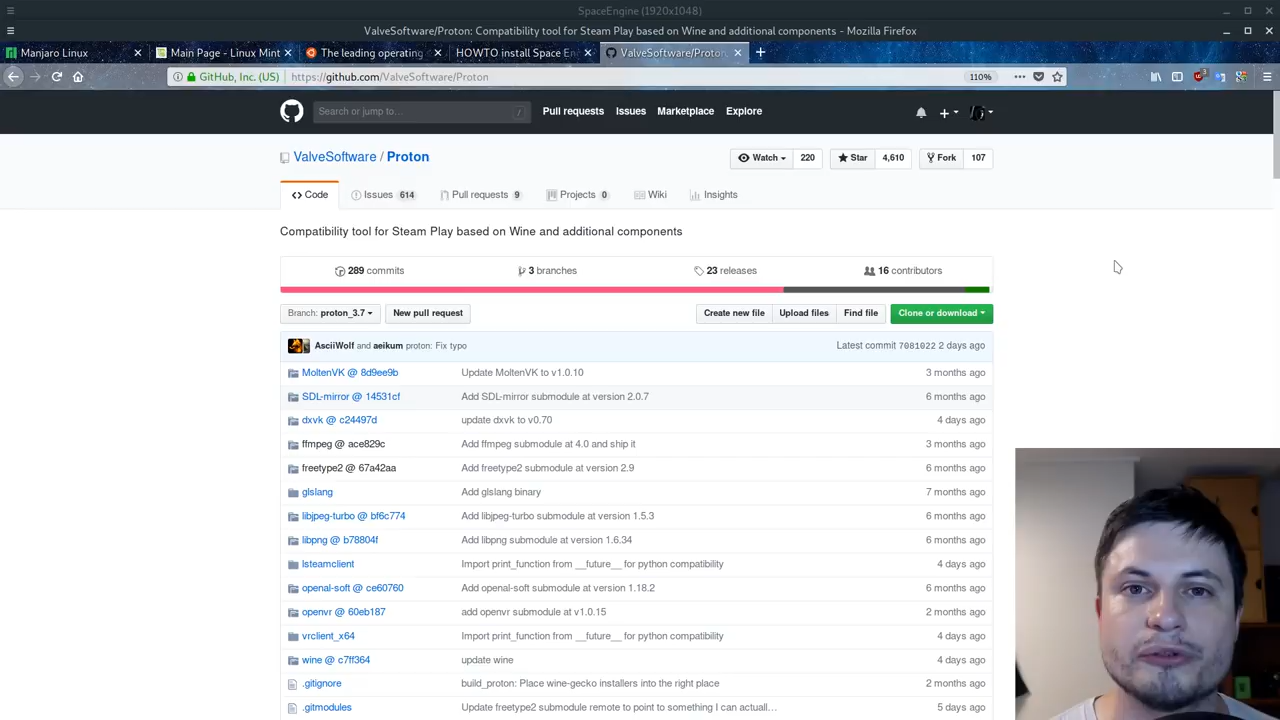 SpaceEngine (1920x1048)
ValveSoftware/Proton: Compatibility tool for Steam Play based on Wine and additional components - Mozilla Firefox
Manjaro Linux
Main Page - Linux Mint
The leading operating
HOWTO install Space En
ValveSoftware/Proton
GitHub, Inc. (US) https://github.com/ValveSoftware/Proton 110%
Search or jump to… / Pull requests Issues Marketplace Explore
ValveSoftware / Proton Watch 220 Star 4,610 Fork 107
Code Issues 614 Pull requests 9 Projects 0 Wiki Insights
Compatibility tool for Steam Play based on Wine and additional components
289 commits 3 branches 23 releases 16 contributors
Branch: proton_3.7 New pull request Create new file Upload files Find file Clone or download
AsciiWolf and aeikum proton: Fix typo Latest commit 7081022 2 days ago
MoltenVK @ 8d9ee9b Update MoltenVK to v1.0.10 3 months ago
SDL-mirror @ 14531cf Add SDL-mirror submodule at version 2.0.7 6 months ago
dxvk @ c24497d update dxvk to v0.70 4 days ago
ffmpeg @ ace829c Add ffmpeg submodule at 4.0 and ship it 3 months ago
freetype2 @ 67a42aa Add freetype2 submodule at version 2.9 6 months ago
glslang Add glslang binary 7 months ago
libjpeg-turbo @ bf6c774 Add libjpeg-turbo submodule at version 1.5.3 6 months ago
libpng @ b78804f Add libpng submodule at version 1.6.34 6 months ago
lsteamclient Import print_function from __future__ for python compatibility 4 days ago
openal-soft @ ce60760 Add openal-soft submodule at version 1.18.2 6 months ago
openvr @ 60eb187 add openvr submodule at v1.0.15 2 months ago
vrclient_x64 Import print_function from __future__ for python compatibility 4 days ago
wine @ c7ff364 update wine 4 days ago
.gitignore build_proton: Place wine-gecko installers into the right place 2 months ago
.gitmodules Update freetype2 submodule remote to point to something I can actuall… 5 days ago